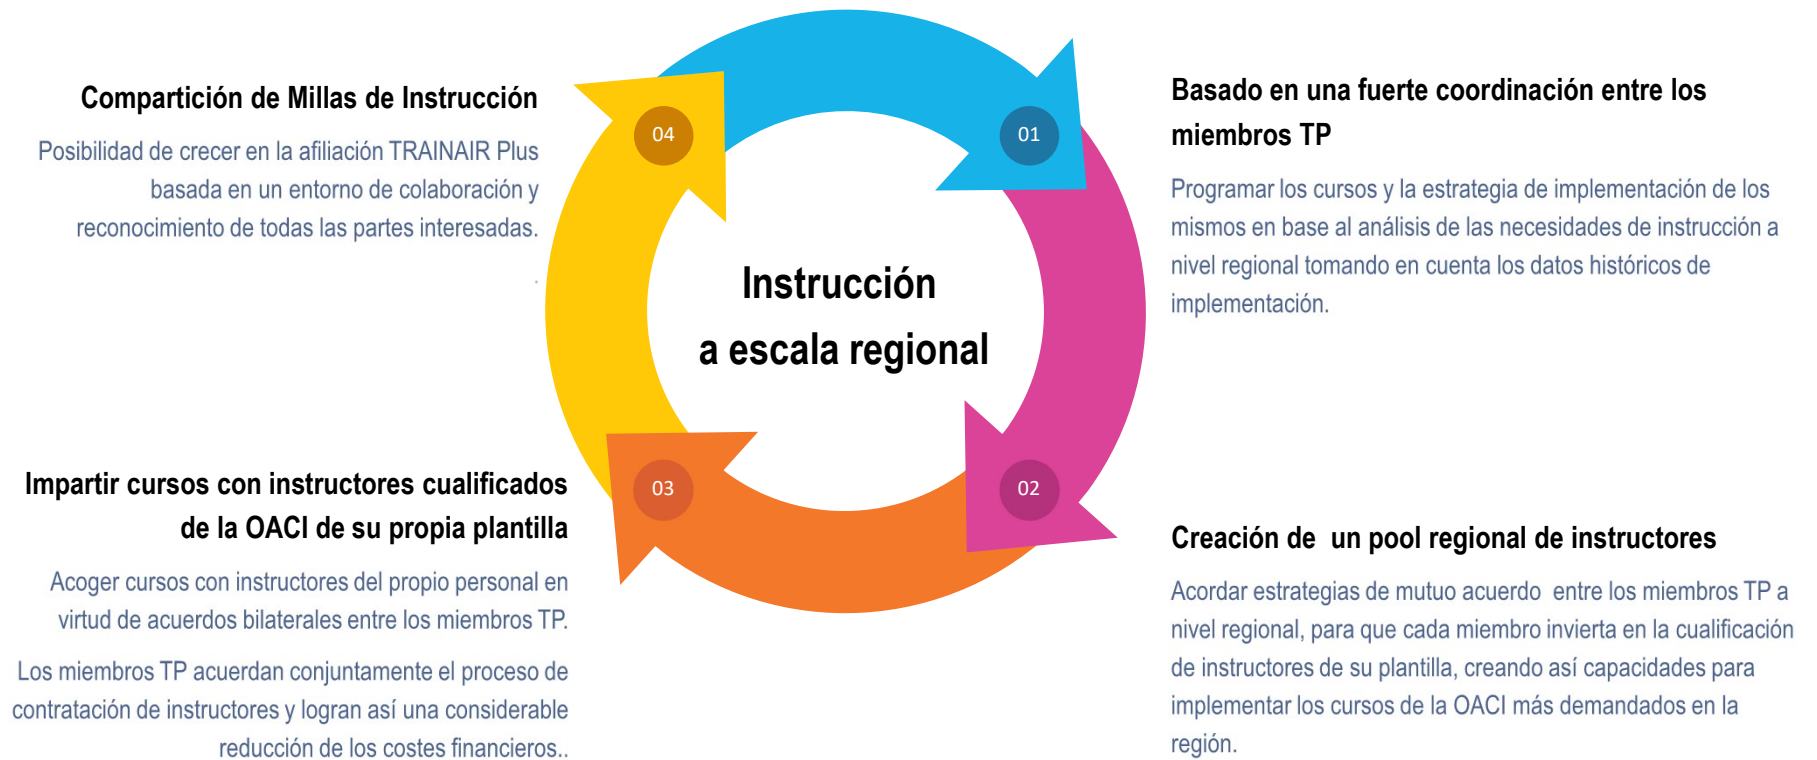 Compartición de Millas de Instrucción
Posibilidad de crecer en la afiliación TRAINAIR Plus
basada en un entorno de colaboración y
reconocimiento de todas las partes interesadas.
.
04
01
Basado en una fuerte coordinación entre los
miembros TP
Programar los cursos y la estrategia de implementación de los
mismos en base al análisis de las necesidades de instrucción a
nivel regional tomando en cuenta los datos históricos de
implementación.
Instrucción
a escala regional
Impartir cursos con instructores cualificados
de la OACI de su propia plantilla
Acoger cursos con instructores del propio personal en
virtud de acuerdos bilaterales entre los miembros TP.
Los miembros TP acuerdan conjuntamente el proceso de
contratación de instructores y logran así una considerable
reducción de los costes financieros..
03
02
Creación de  un pool regional de instructores
Acordar estrategias de mutuo acuerdo  entre los miembros TP a
nivel regional, para que cada miembro invierta en la cualificación
de instructores de su plantilla, creando así capacidades para
implementar los cursos de la OACI más demandados en la
región.